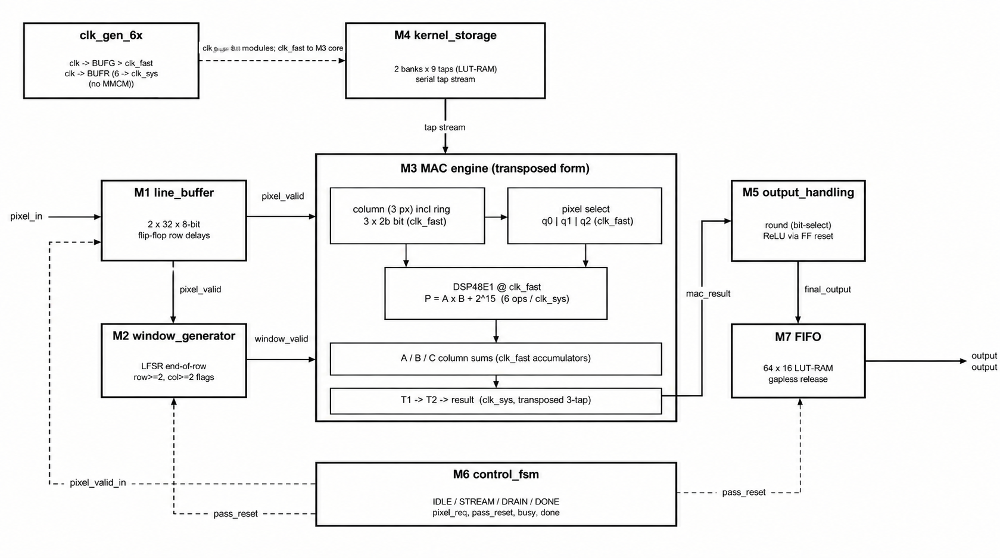 clk_gen_6x
clk -> BUFG > clk_fast
clk -> BUFR (6 -> clk_sys
(no MMCM))
clk modules; clk_fast to M3 core
M4 kernel_storage
2 banks x 9 taps (LUT-RAM)
serial tap stream
tap stream
M3 MAC engine (transposed form)
column (3 px) incl ring
3 x 2b bit (clk_fast)
pixel select
q0 | q1 | q2 (clk_fast)
DSP48E1 @ clk_fast
P = A x B + 2^15 (6 ops / clk_sys)
A / B / C column sums (clk_fast accumulators)
T1 -> T2 -> result (clk_sys, transposed 3-tap)
pixel_in
M1 line_buffer
2 x 32 x 8-bit
flip-flop row delays
pixel_valid
pixel_valid
M2 window_generator
LFSR end-of-row
row>=2, col>=2 flags
window_valid
mac_result
M5 output_handling
round (bit-select)
ReLU via FF reset
final_output
M7 FIFO
64 x 16 LUT-RAM
gapless release
output
output
M6 control_fsm
IDLE / STREAM / DRAIN / DONE
pixel_req, pass_reset, busy, done
pixel_valid_in
pass_reset
pass_reset